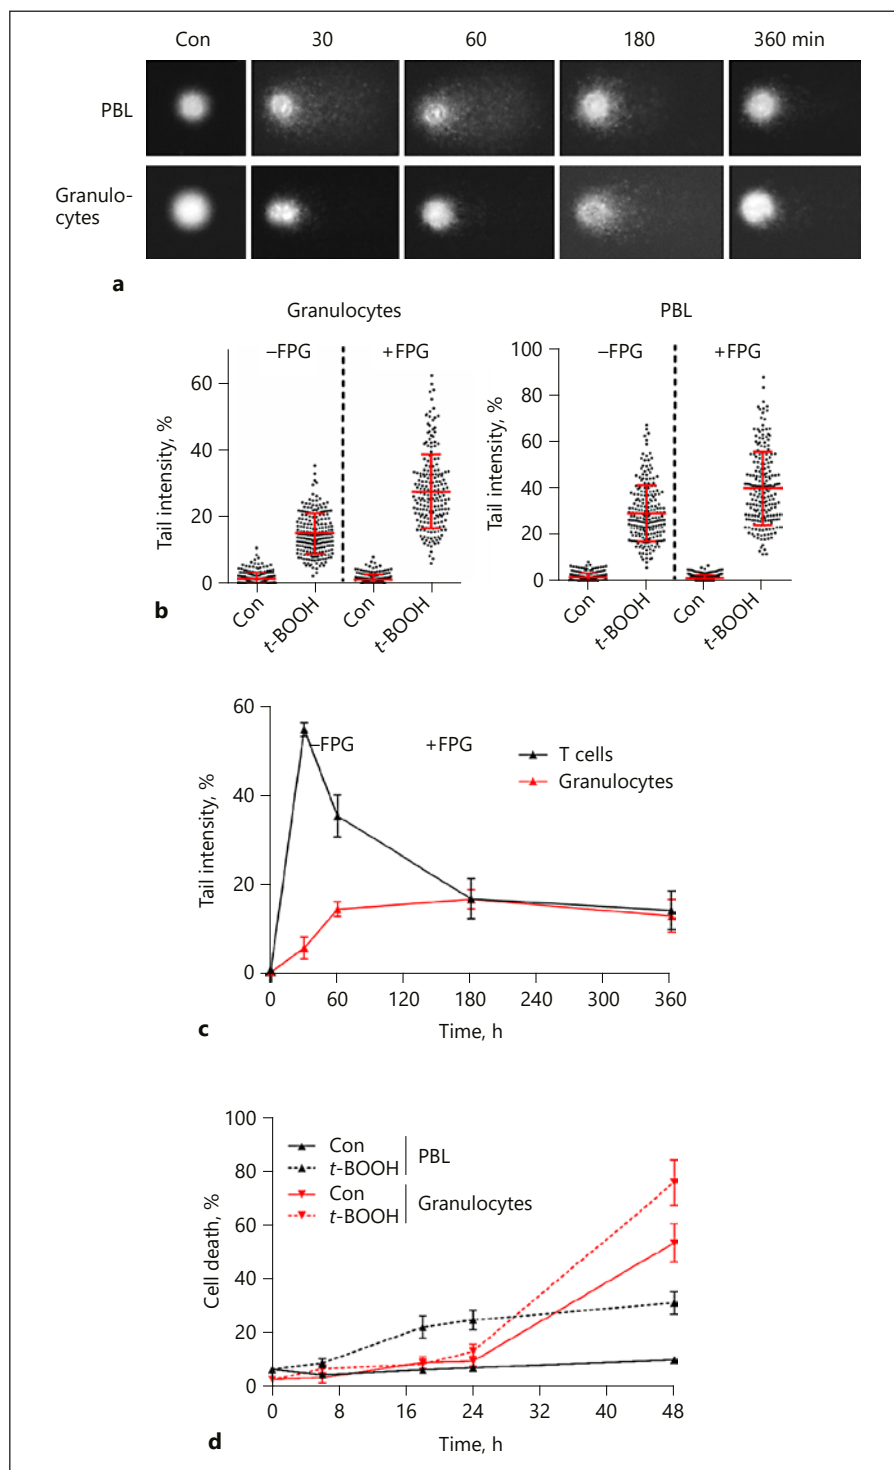 Con 30 60 180 360 min
PBL
Granulo-
cytes
a
Granulocytes PBL
–FPG +FPG –FPG +FPG
Tail intensity, %
60
40
20
0
Con t-BOOH Con t-BOOH
Tail intensity, %
100
80
60
40
20
0
Con t-BOOH Con t-BOOH
b
Tail intensity, %
60
40
20
0
–FPG +FPG
T cells
Granulocytes
0 60 120 180 240 300 360
Time, h
c
Cell death, %
100
80
60
40
20
0
Con
t-BOOH
PBL
Con
t-BOOH
Granulocytes
0 8 16 24 32 40 48
Time, h
d